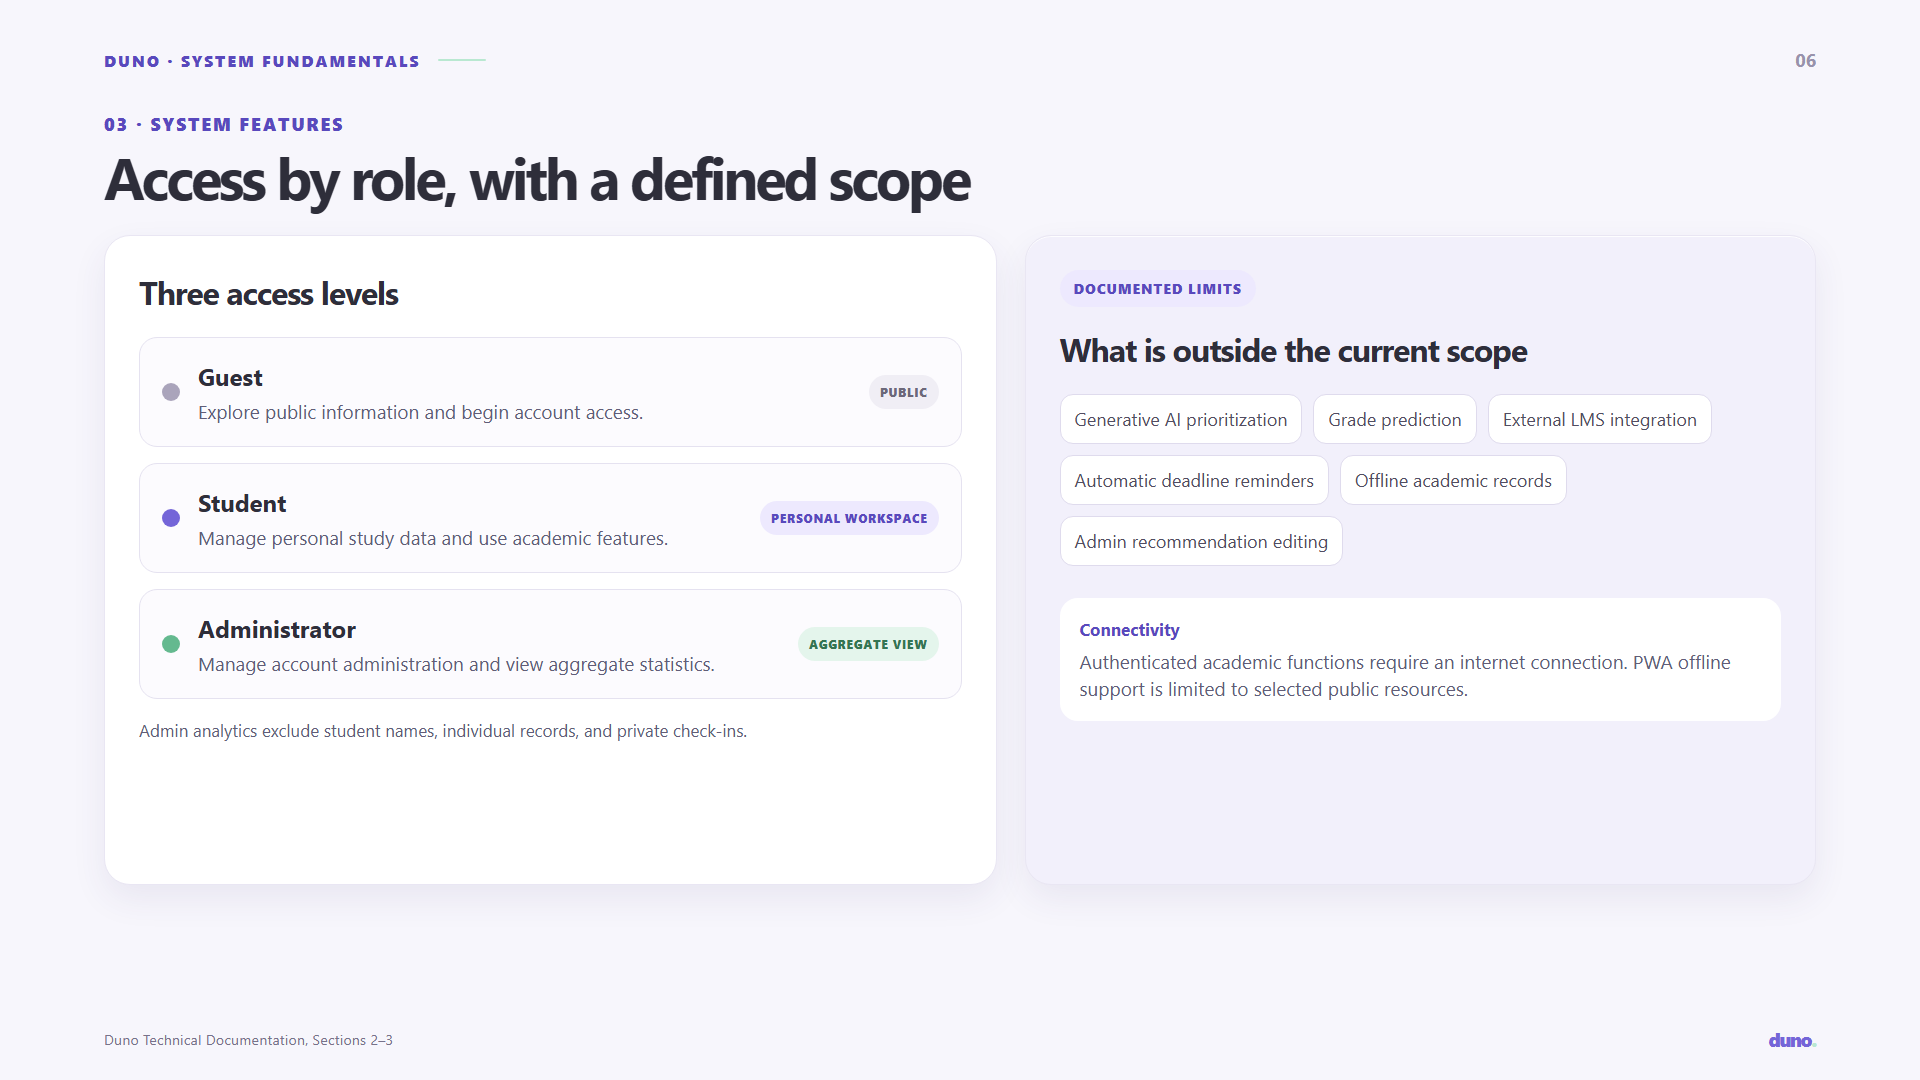 DUNO · SYSTEM FUNDAMENTALS
06
03 · SYSTEM FEATURES
Access by role, with a defined scope
Three access levels
Guest
Explore public information and begin account access.
PUBLIC
Student
Manage personal study data and use academic features.
PERSONAL WORKSPACE
Administrator
Manage account administration and view aggregate statistics.
AGGREGATE VIEW
Admin analytics exclude student names, individual records, and private check-ins.
DOCUMENTED LIMITS
What is outside the current scope
Generative AI prioritization
Grade prediction
External LMS integration
Automatic deadline reminders
Offline academic records
Admin recommendation editing
Connectivity
Authenticated academic functions require an internet connection. PWA offline
support is limited to selected public resources.
Duno Technical Documentation, Sections 2–3
duno.